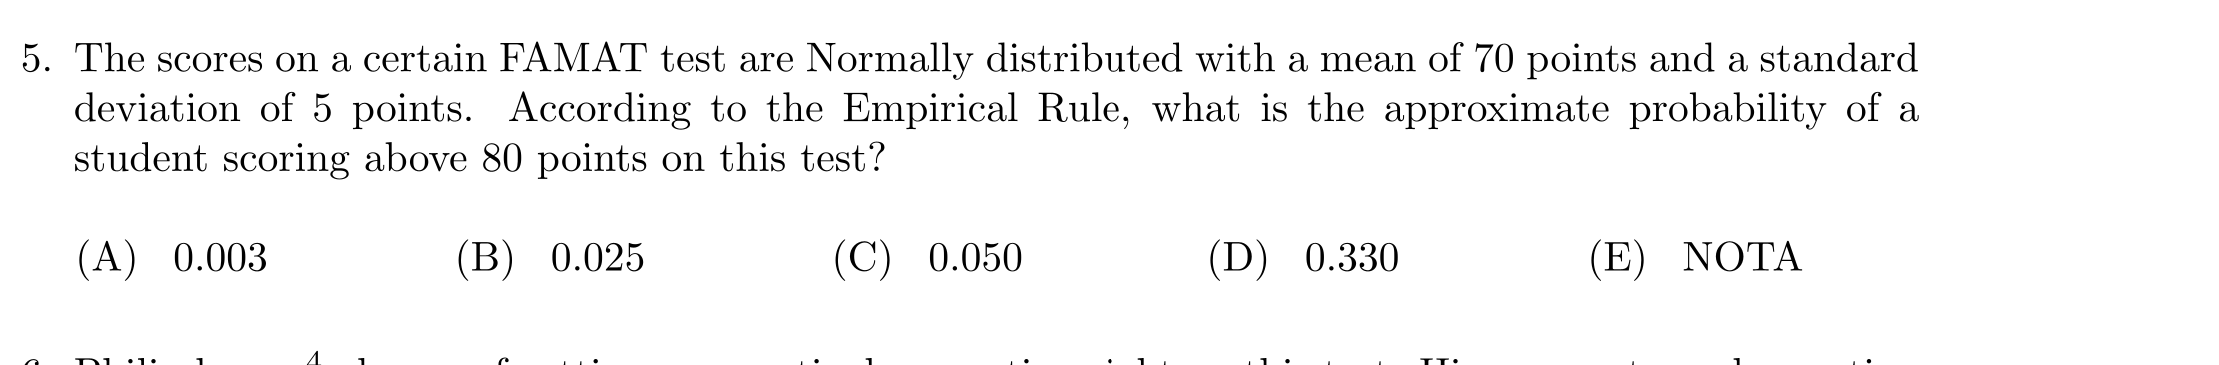 5. The scores on a certain FAMAT test are Normally distributed with a mean of 70 points and a standard
deviation of 5 points. According to the Empirical Rule, what is the approximate probability of a
student scoring above 80 points on this test?
(A) 0.003 (B) 0.025 (C) 0.050 (D) 0.330 (E) NOTA